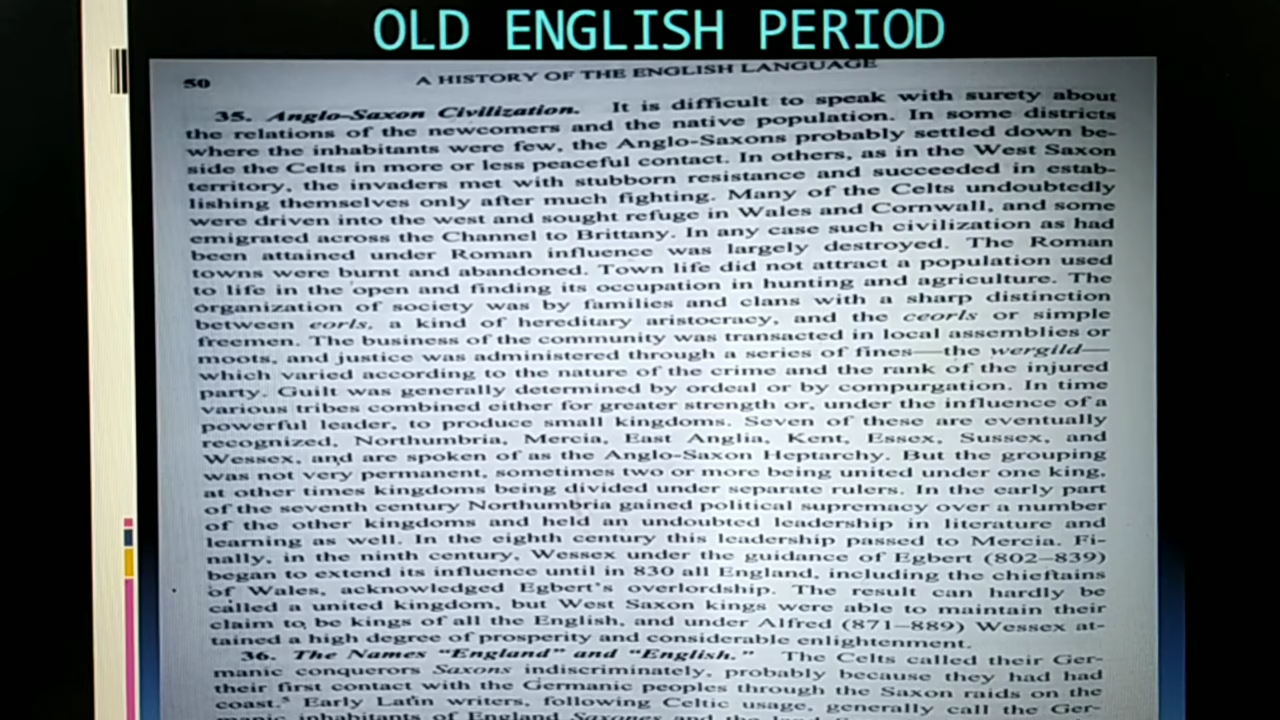 OLD ENGLISH PERIOD
50 A HISTORY OF THE ENGLISH LANGUAGE
35. Anglo-Saxon Civilization. It is difficult to speak with surety about
the relations of the newcomers and the native population. In some districts
where the inhabitants were few, the Anglo-Saxons probably settled down be-
side the Celts in more or less peaceful contact. In others, as in the West Saxon
territory, the invaders met with stubborn resistance and succeeded in estab-
lishing themselves only after much fighting. Many of the Celts undoubtedly
were driven into the west and sought refuge in Wales and Cornwall, and some
emigrated across the Channel to Brittany. In any case such civilization as had
been attained under Roman influence was largely destroyed. The Roman
towns were burnt and abandoned. Town life did not attract a population used
to life in the open and finding its occupation in hunting and agriculture. The
organization of society was by families and clans with a sharp distinction
between eorls, a kind of hereditary aristocracy, and the ceorls or simple
freemen. The business of the community was transacted in local assemblies or
moots, and justice was administered through a series of fines—the wergild—
which varied according to the nature of the crime and the rank of the injured
party. Guilt was generally determined by ordeal or by compurgation. In time
various tribes combined either for greater strength or, under the influence of a
powerful leader, to produce small kingdoms. Seven of these are eventually
recognized, Northumbria, Mercia, East Anglia, Kent, Essex, Sussex, and
Wessex, and are spoken of as the Anglo-Saxon Heptarchy. But the grouping
was not very permanent, sometimes two or more being united under one king,
at other times kingdoms being divided under separate rulers. In the early part
of the seventh century Northumbria gained political supremacy over a number
of the other kingdoms and held an undoubted leadership in literature and
learning as well. In the eighth century this leadership passed to Mercia. Fi-
nally, in the ninth century, Wessex under the guidance of Egbert (802–839)
began to extend its influence until in 830 all England, including the chieftains
of Wales, acknowledged Egbert's overlordship. The result can hardly be
called a united kingdom, but West Saxon kings were able to maintain their
claim to be kings of all the English, and under Alfred (871–889) Wessex at-
tained a high degree of prosperity and considerable enlightenment.
36. The Names "England" and "English." The Celts called their Ger-
manic conquerors Saxons indiscriminately, probably because they had had
their first contact with the Germanic peoples through the Saxon raids on the
coast.⁵ Early Latin writers, following Celtic usage, generally call the Ger-
manic inhabitants of England Saxones and the land